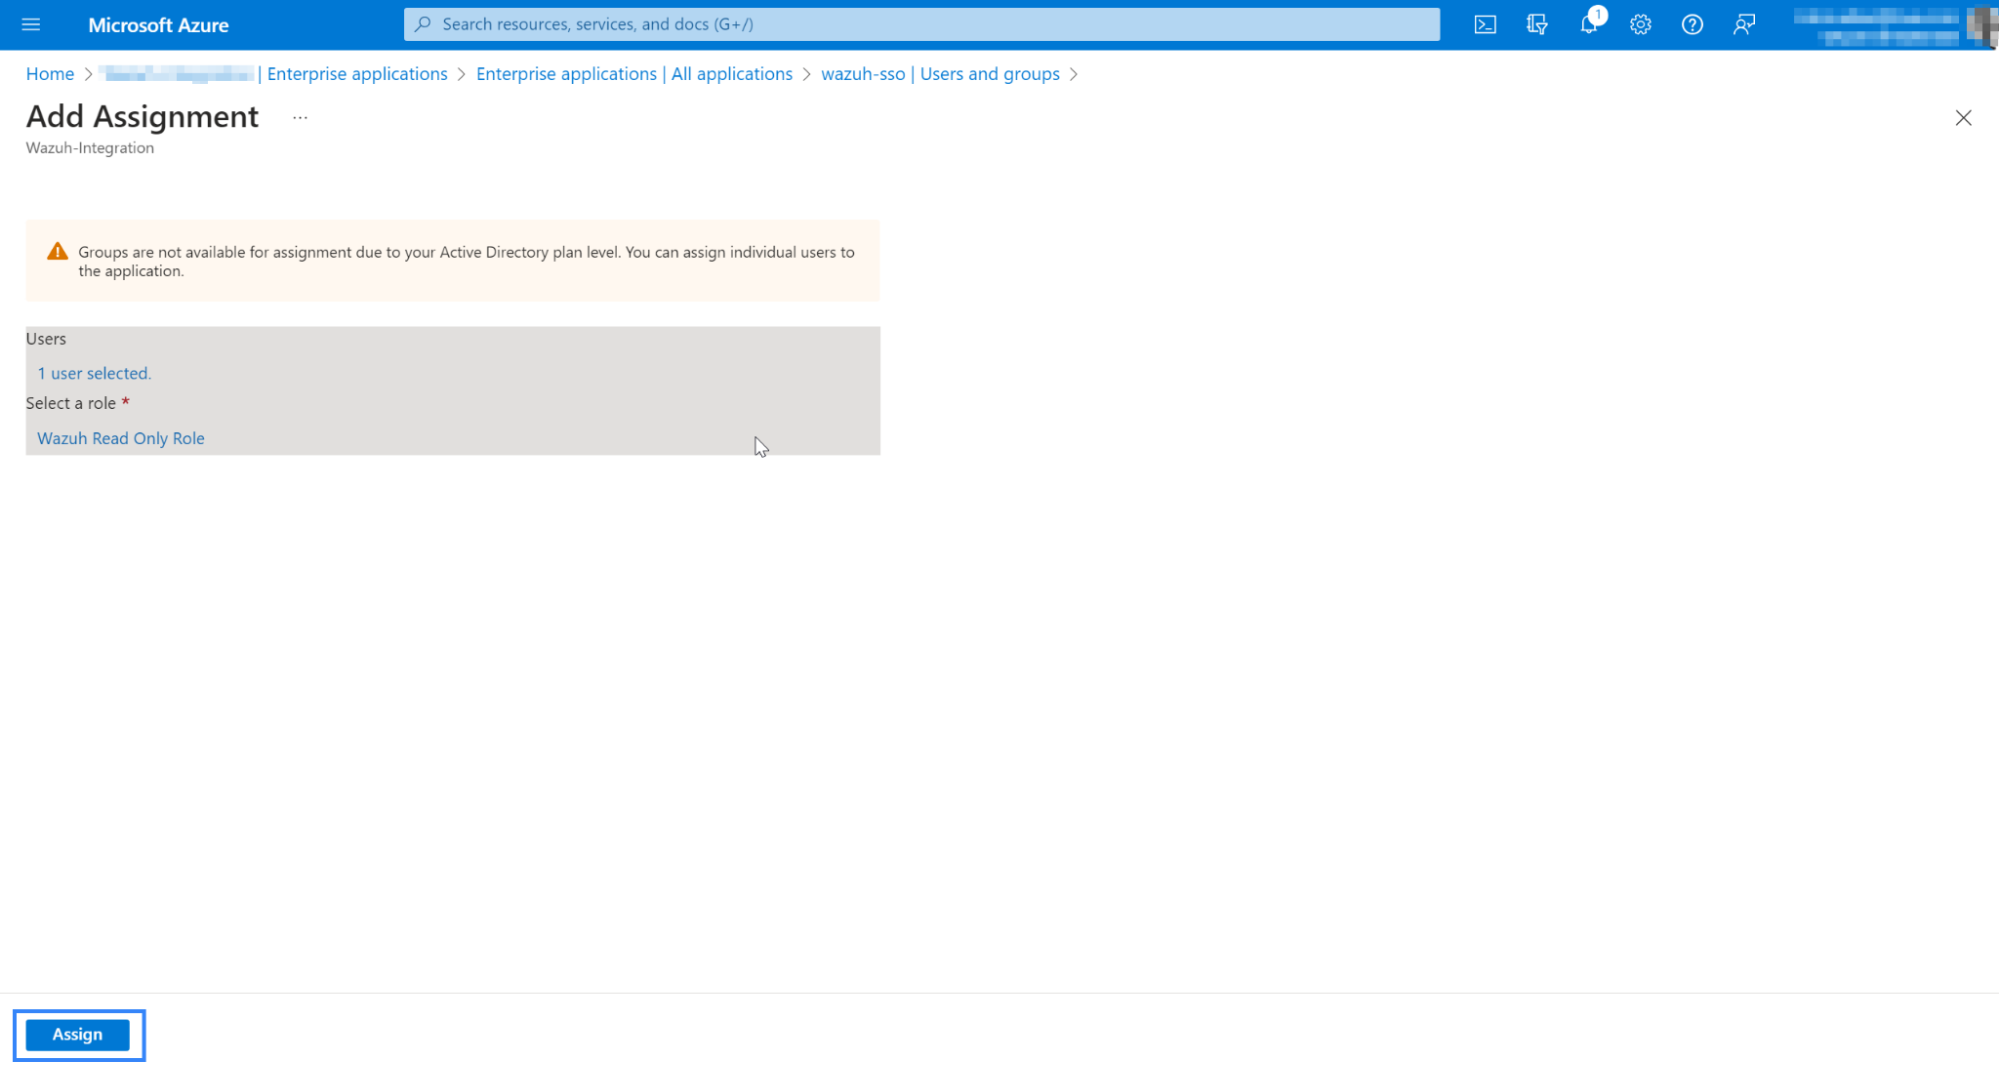 Microsoft Azure
Search resources, services, and docs (G+/)
1
Home > | Enterprise applications > Enterprise applications | All applications > wazuh-sso | Users and groups >
Add Assignment ...
Wazuh-Integration
Groups are not available for assignment due to your Active Directory plan level. You can assign individual users to
the application.
Users
1 user selected.
Select a role *
Wazuh Read Only Role
Assign